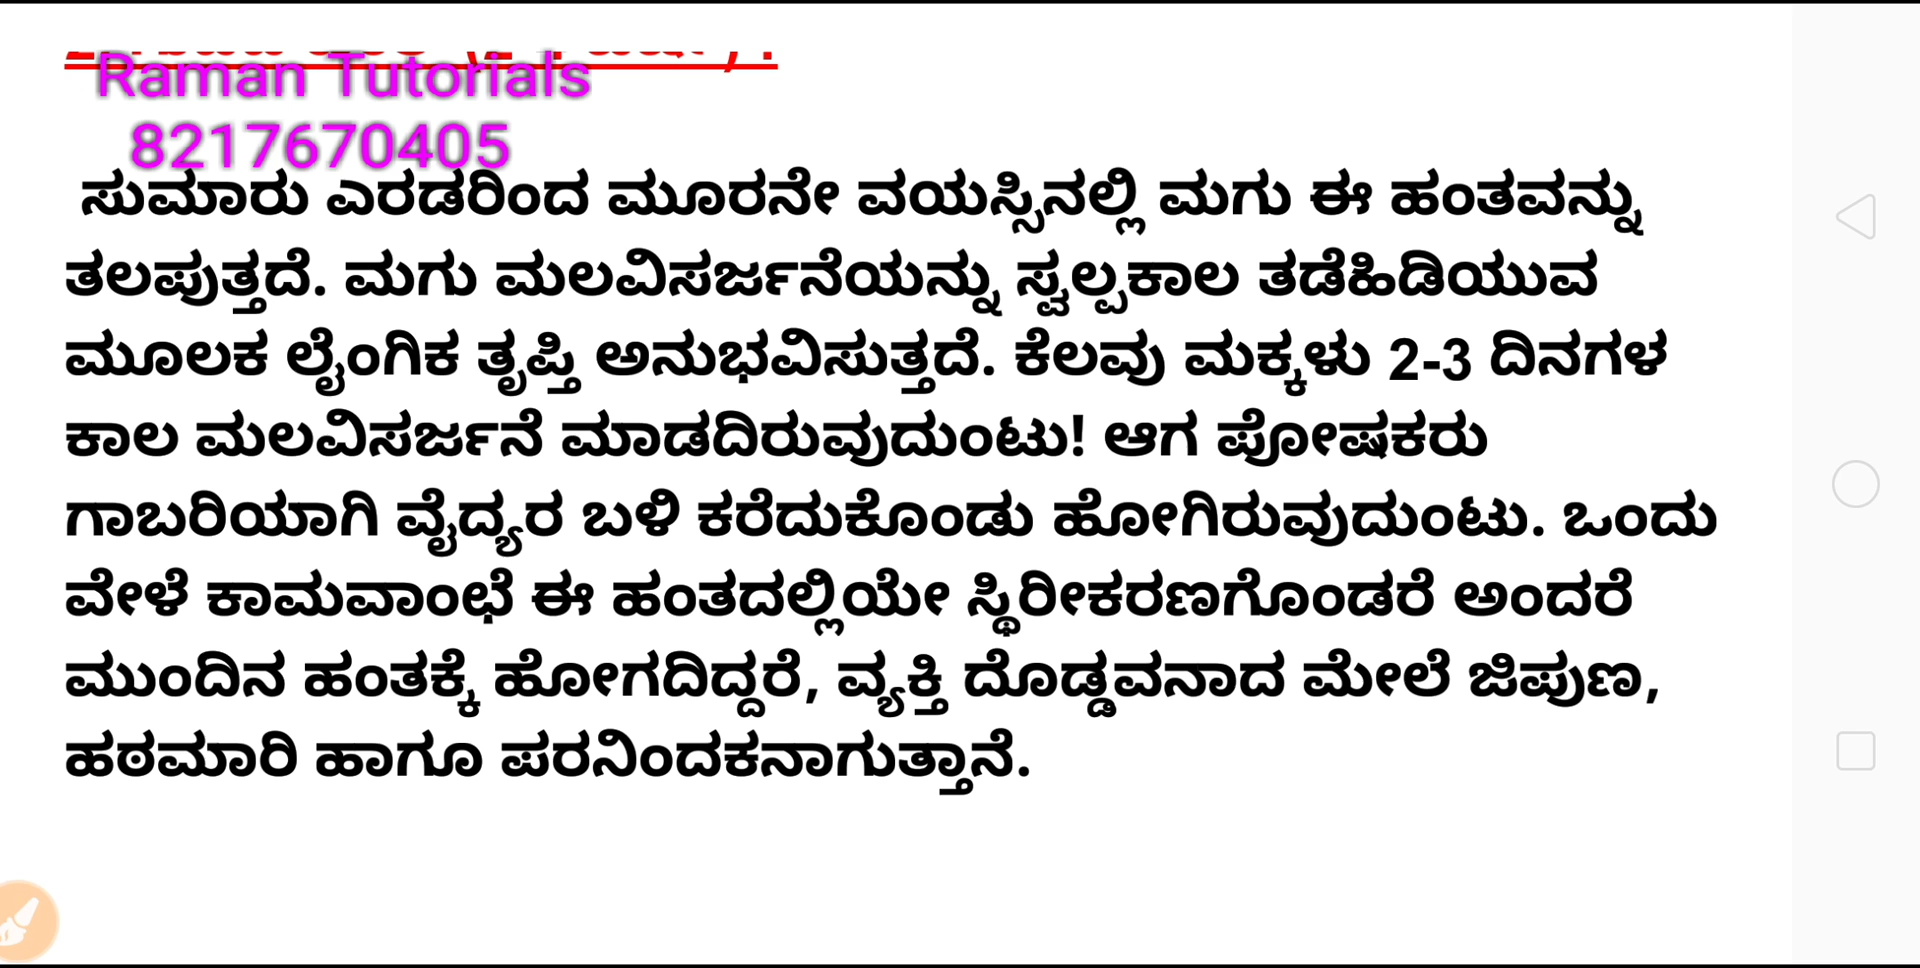 Raman Tutorials
8217670405
ಸುಮಾರು ಎರಡರಿಂದ ಮೂರನೇ ವಯಸ್ಸಿನಲ್ಲಿ ಮಗು ಈ ಹಂತವನ್ನು
ತಲಪುತ್ತದೆ. ಮಗು ಮಲವಿಸರ್ಜನೆಯನ್ನು ಸ್ವಲ್ಪಕಾಲ ತಡೆಹಿಡಿಯುವ
ಮೂಲಕ ಲೈಂಗಿಕ ತೃಪ್ತಿ ಅನುಭವಿಸುತ್ತದೆ. ಕೆಲವು ಮಕ್ಕಳು 2-3 ದಿನಗಳ
ಕಾಲ ಮಲವಿಸರ್ಜನೆ ಮಾಡದಿರುವುದುಂಟು! ಆಗ ಪೋಷಕರು
ಗಾಬರಿಯಾಗಿ ವೈದ್ಯರ ಬಳಿ ಕರೆದುಕೊಂಡು ಹೋಗಿರುವುದುಂಟು. ಒಂದು
ವೇಳೆ ಕಾಮವಾಂಛೆ ಈ ಹಂತದಲ್ಲಿಯೇ ಸ್ಥಿರೀಕರಣಗೊಂಡರೆ ಅಂದರೆ
ಮುಂದಿನ ಹಂತಕ್ಕೆ ಹೋಗದಿದ್ದರೆ, ವ್ಯಕ್ತಿ ದೊಡ್ಡವನಾದ ಮೇಲೆ ಜಿಪುಣ,
ಹಠಮಾರಿ ಹಾಗೂ ಪರನಿಂದಕನಾಗುತ್ತಾನೆ.